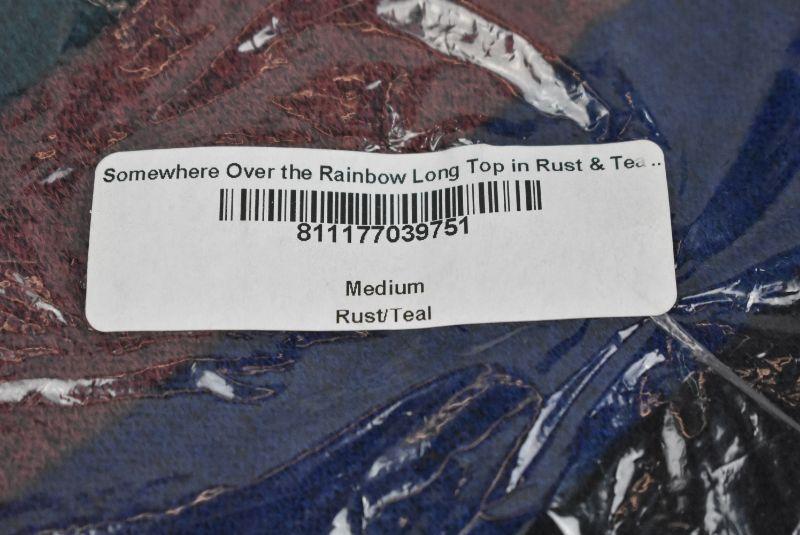 Somewhere Over the Rainbow Long Top in Rust & Tea...
811177039751
Medium
Rust/Teal